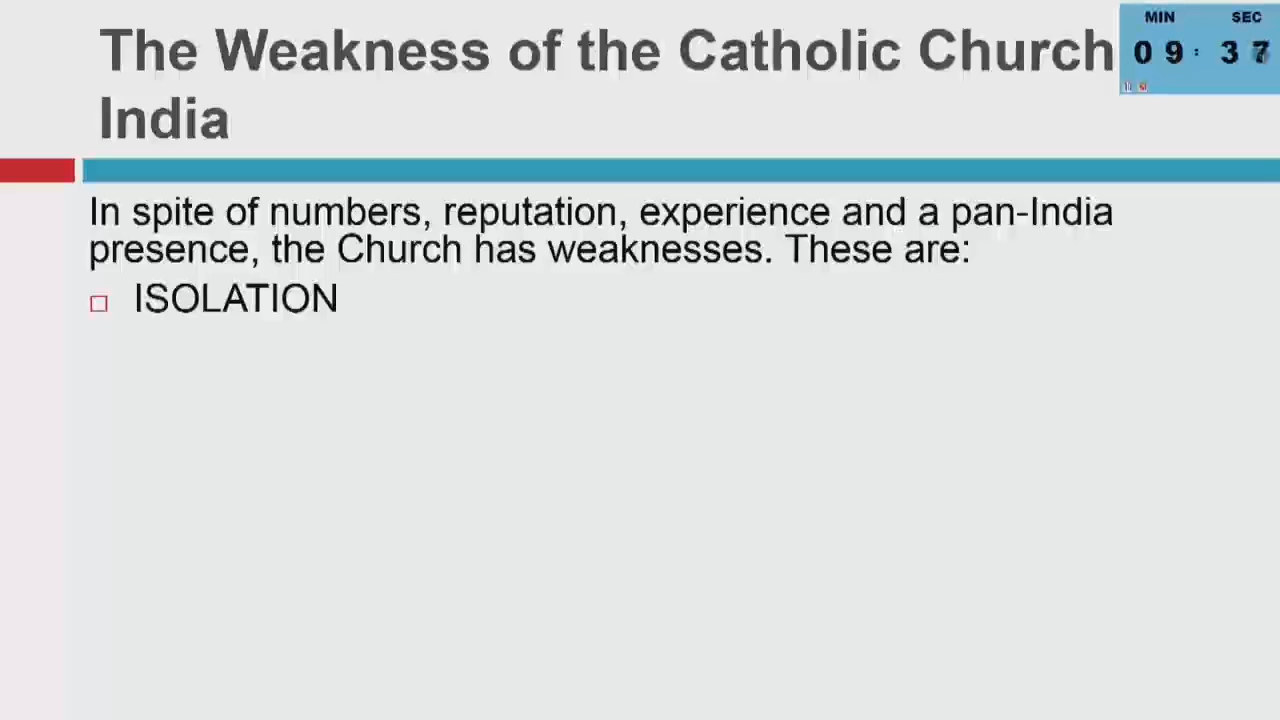 The Weakness of the Catholic Church
India
MIN SEC
09:37
In spite of numbers, reputation, experience and a pan-India
presence, the Church has weaknesses. These are:
ISOLATION